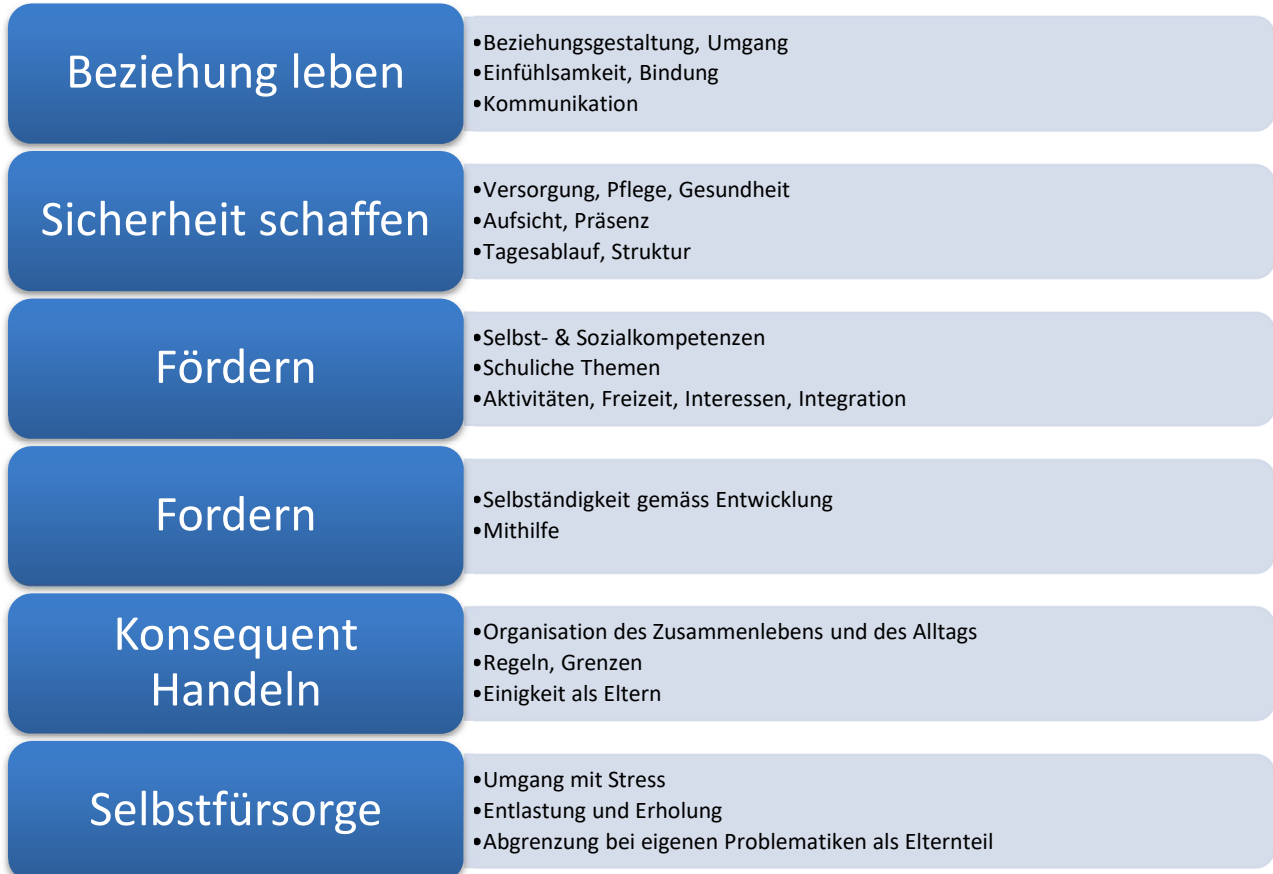 Beziehung leben
•Beziehungsgestaltung, Umgang
•Einfühlsamkeit, Bindung
•Kommunikation
Sicherheit schaffen
•Versorgung, Pflege, Gesundheit
•Aufsicht, Präsenz
•Tagesablauf, Struktur
Fördern
•Selbst- & Sozialkompetenzen
•Schuliche Themen
•Aktivitäten, Freizeit, Interessen, Integration
Fordern
•Selbständigkeit gemäss Entwicklung
•Mithilfe
Konsequent
Handeln
•Organisation des Zusammenlebens und des Alltags
•Regeln, Grenzen
•Einigkeit als Eltern
Selbstfürsorge
•Umgang mit Stress
•Entlastung und Erholung
•Abgrenzung bei eigenen Problematiken als Elternteil